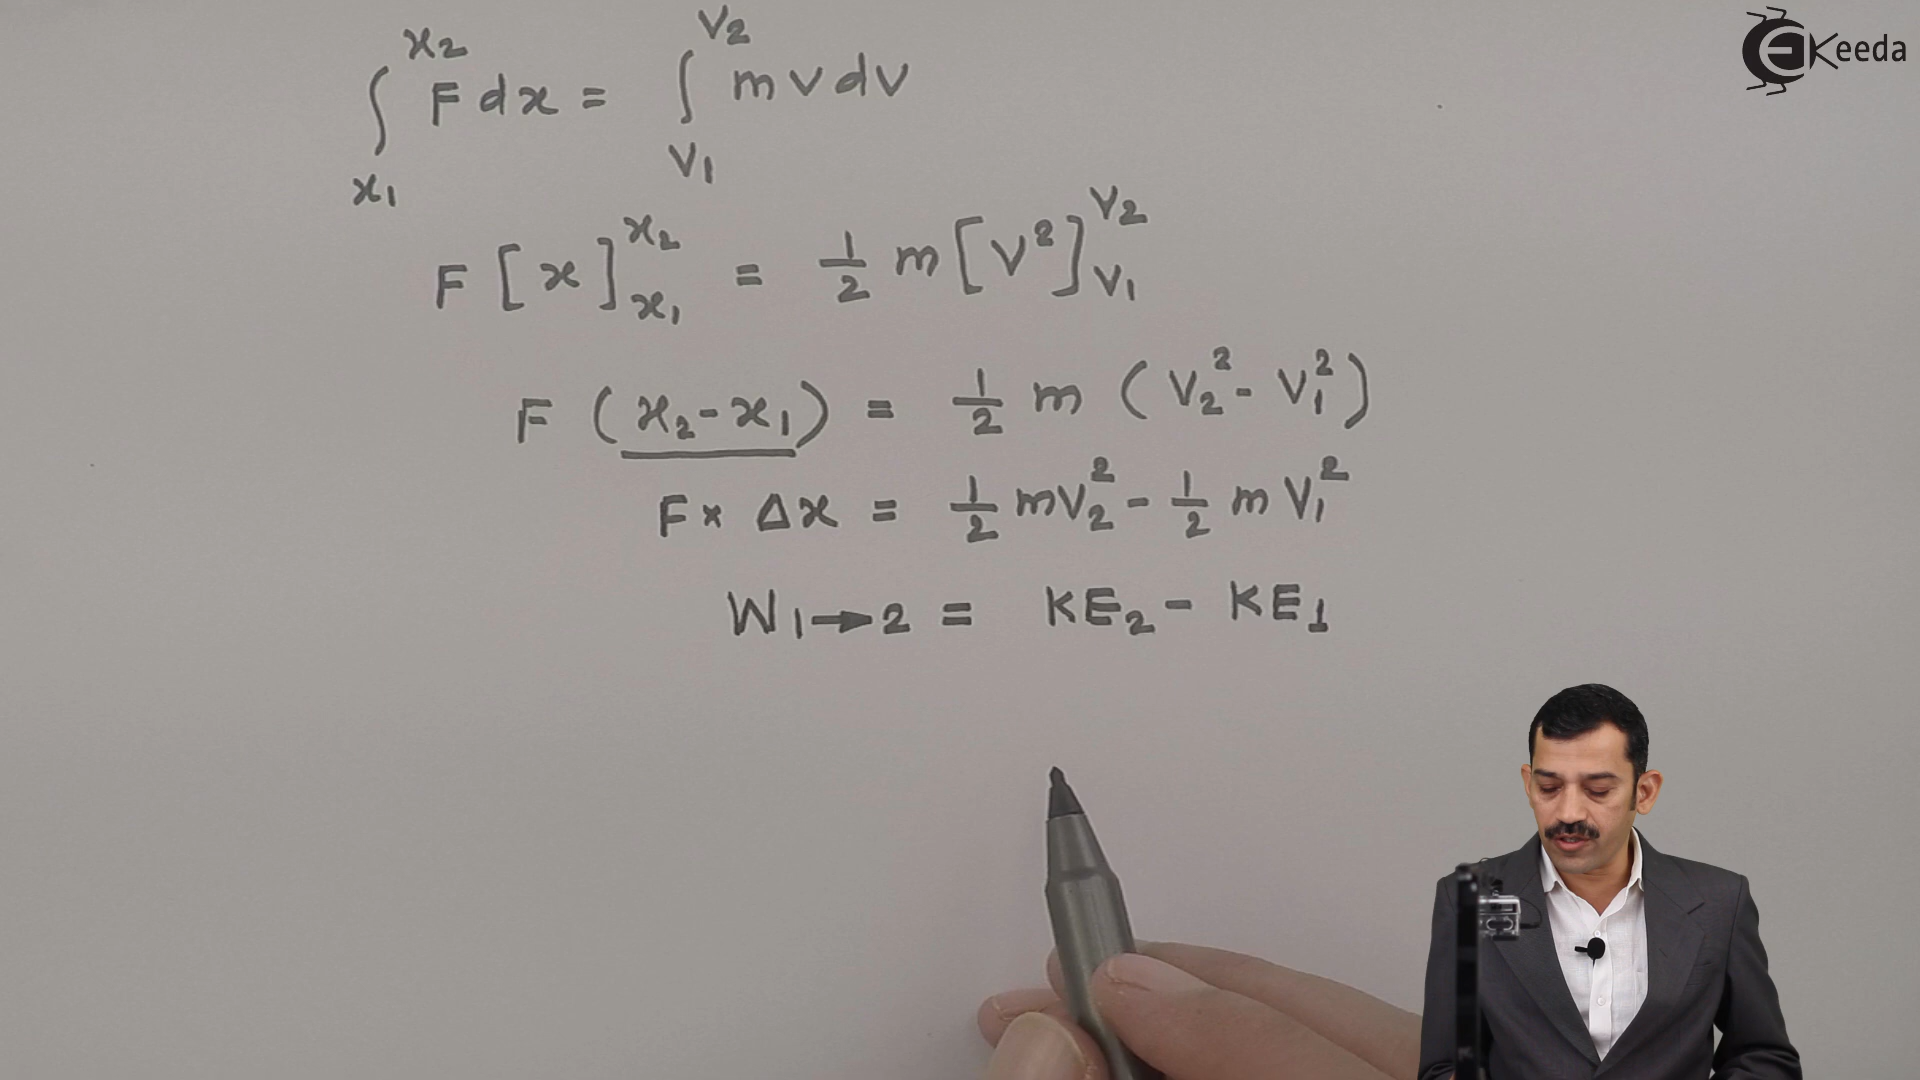 EKeeda
∫_{x1}^{x2} F dx = ∫_{V1}^{V2} m v dv
F [x]_{x1}^{x2} = 1/2 m [V²]_{V1}^{V2}
F (x₂ - x₁) = 1/2 m (V₂² - V₁²)
F × Δx = 1/2 mV₂² - 1/2 m V₁²
W₁→₂ = KE₂ - KE₁